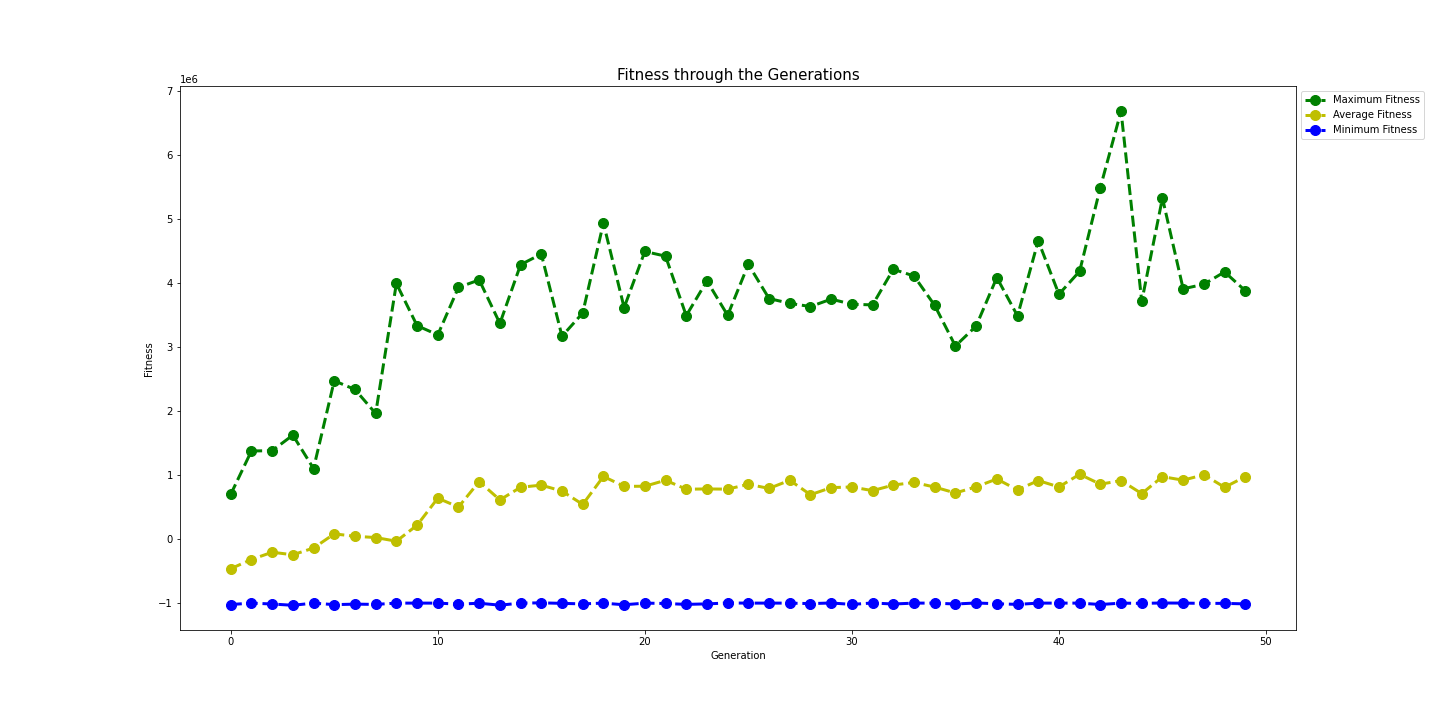 Fitness through the Generations
1e6
7
6
5
4
3
2
1
0
−1
Fitness
0 10 20 30 40 50
Generation
Maximum Fitness
Average Fitness
Minimum Fitness